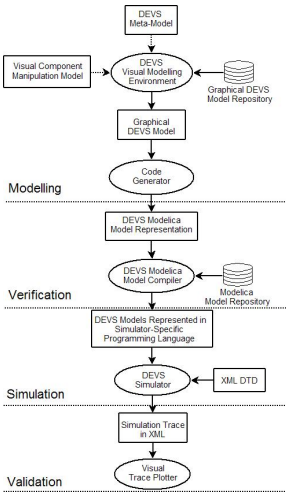 DEVS
Meta-Model
Visual Component
Manipulation Model
DEVS
Visual Modelling
Environment
Graphical DEVS
Model Repository
Graphical
DEVS Model
Code
Generator
Modelling
DEVS Modelica
Model Representation
DEVS Modelica
Model Compiler
Modelica
Model Repository
Verification
DEVS Models Represented in
Simulator-Specific
Programming Language
DEVS
Simulator
XML DTD
Simulation
Simulation Trace
in XML
Visual
Trace Plotter
Validation